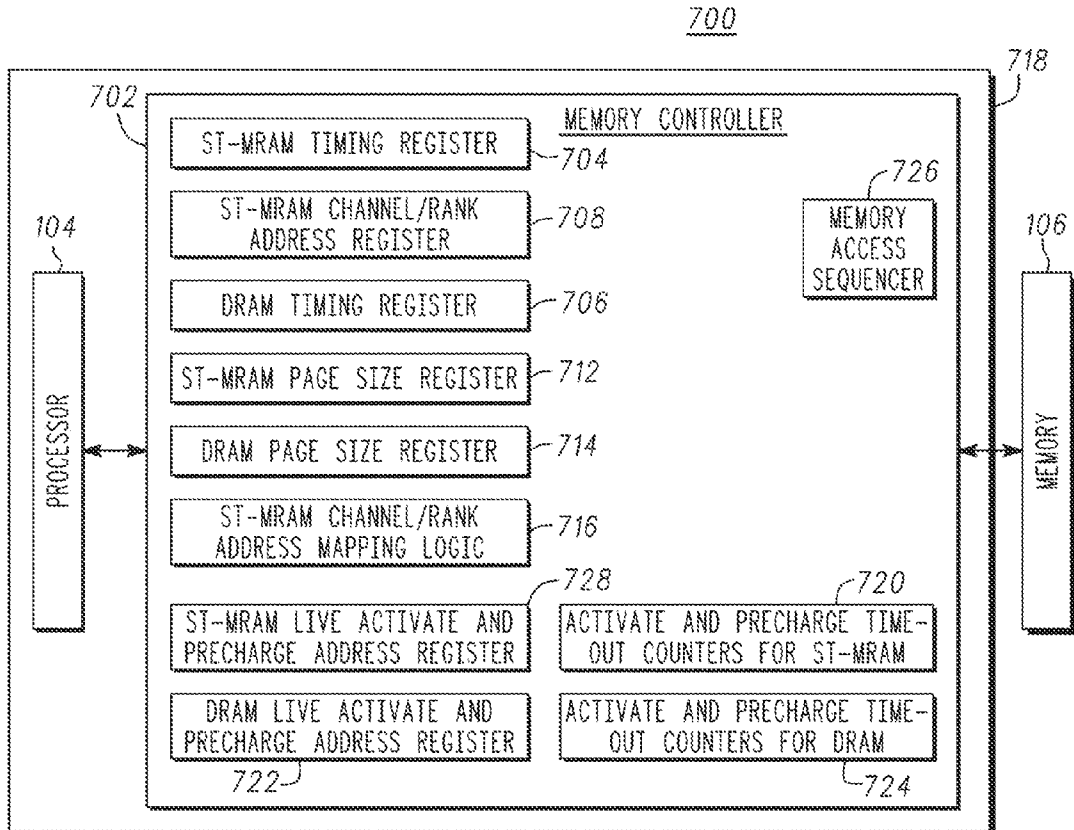 700
718
702
MEMORY CONTROLLER
ST-MRAM TIMING REGISTER
704
ST-MRAM CHANNEL/RANK
ADDRESS REGISTER
708
726
MEMORY
ACCESS
SEQUENCER
104
PROCESSOR
106
MEMORY
DRAM TIMING REGISTER
706
ST-MRAM PAGE SIZE REGISTER
712
DRAM PAGE SIZE REGISTER
714
ST-MRAM CHANNEL/RANK
ADDRESS MAPPING LOGIC
716
728
ST-MRAM LIVE ACTIVATE AND
PRECHARGE ADDRESS REGISTER
720
ACTIVATE AND PRECHARGE TIME-
OUT COUNTERS FOR ST-MRAM
DRAM LIVE ACTIVATE AND
PRECHARGE ADDRESS REGISTER
722
ACTIVATE AND PRECHARGE TIME-
OUT COUNTERS FOR DRAM
724